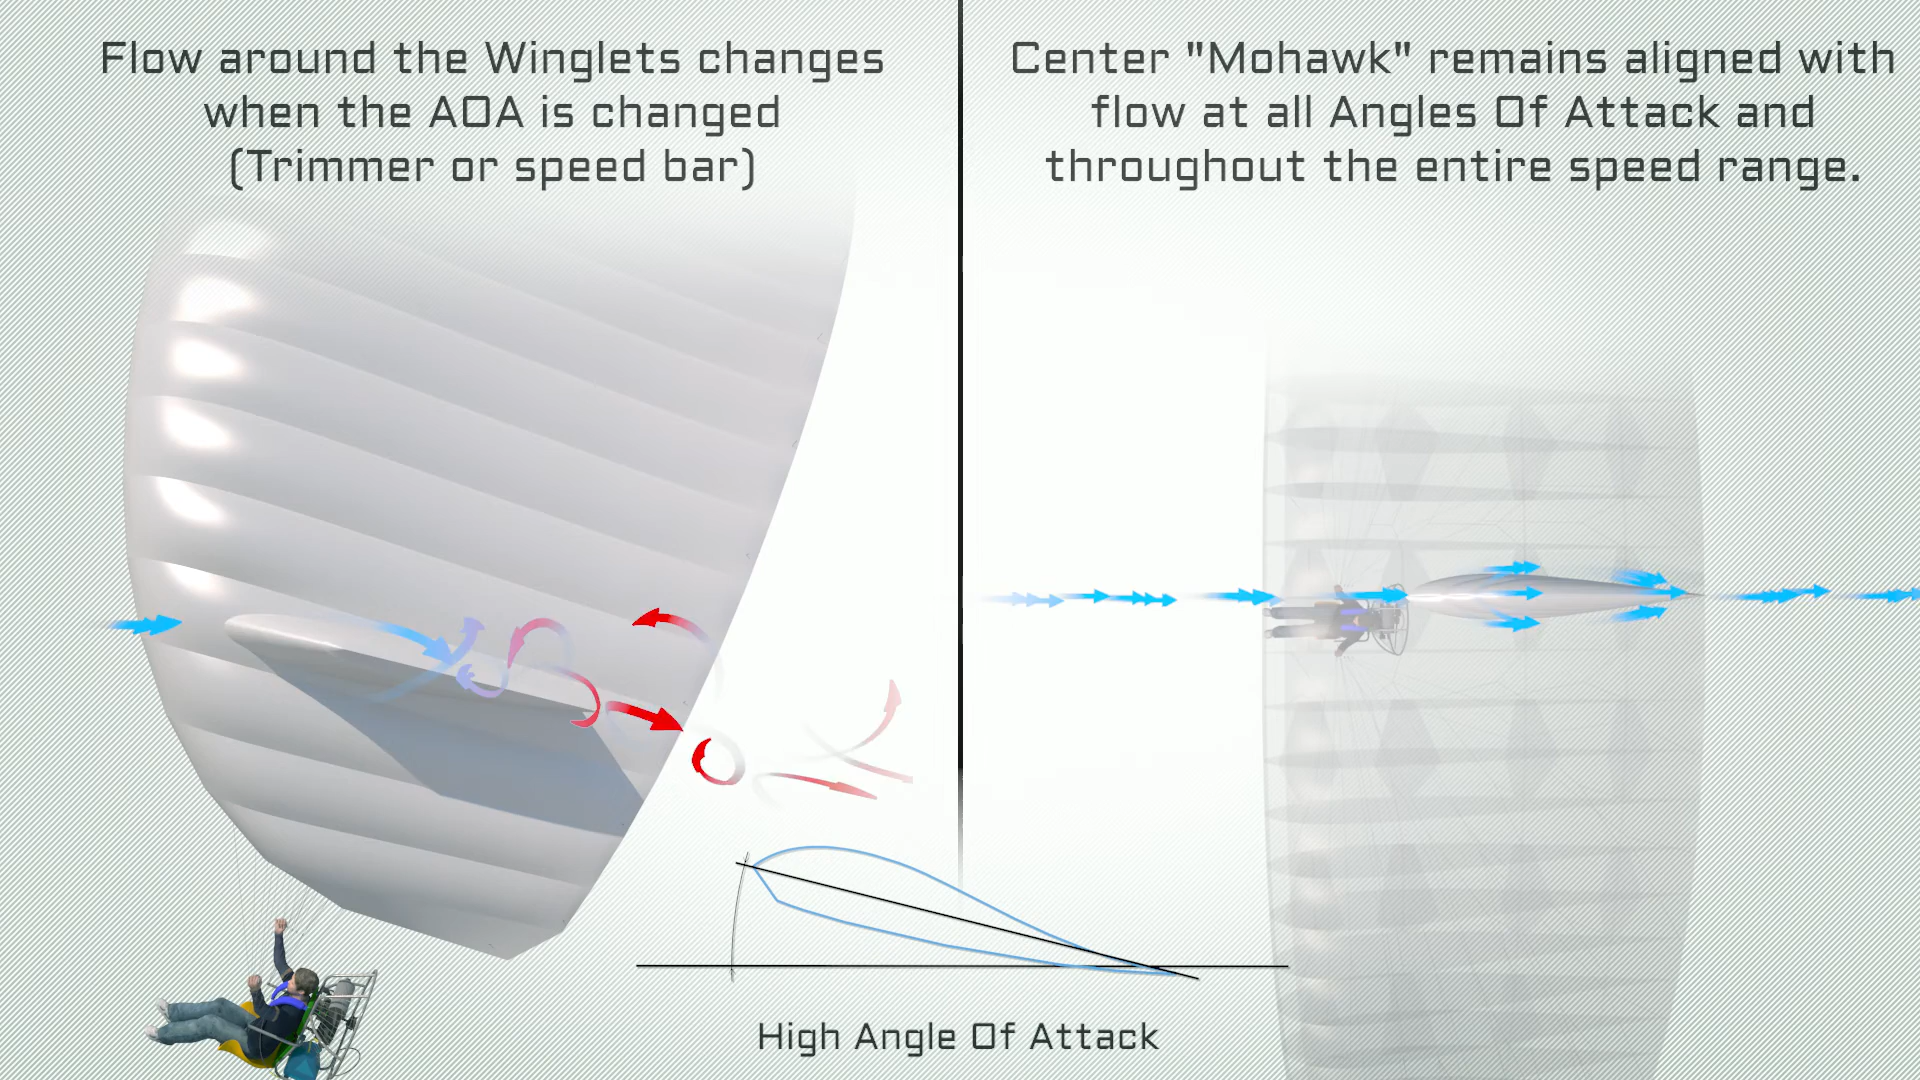 Flow around the Winglets changes
when the AOA is changed
(Trimmer or speed bar)
Center "Mohawk" remains aligned with
flow at all Angles Of Attack and
throughout the entire speed range.
High Angle Of Attack